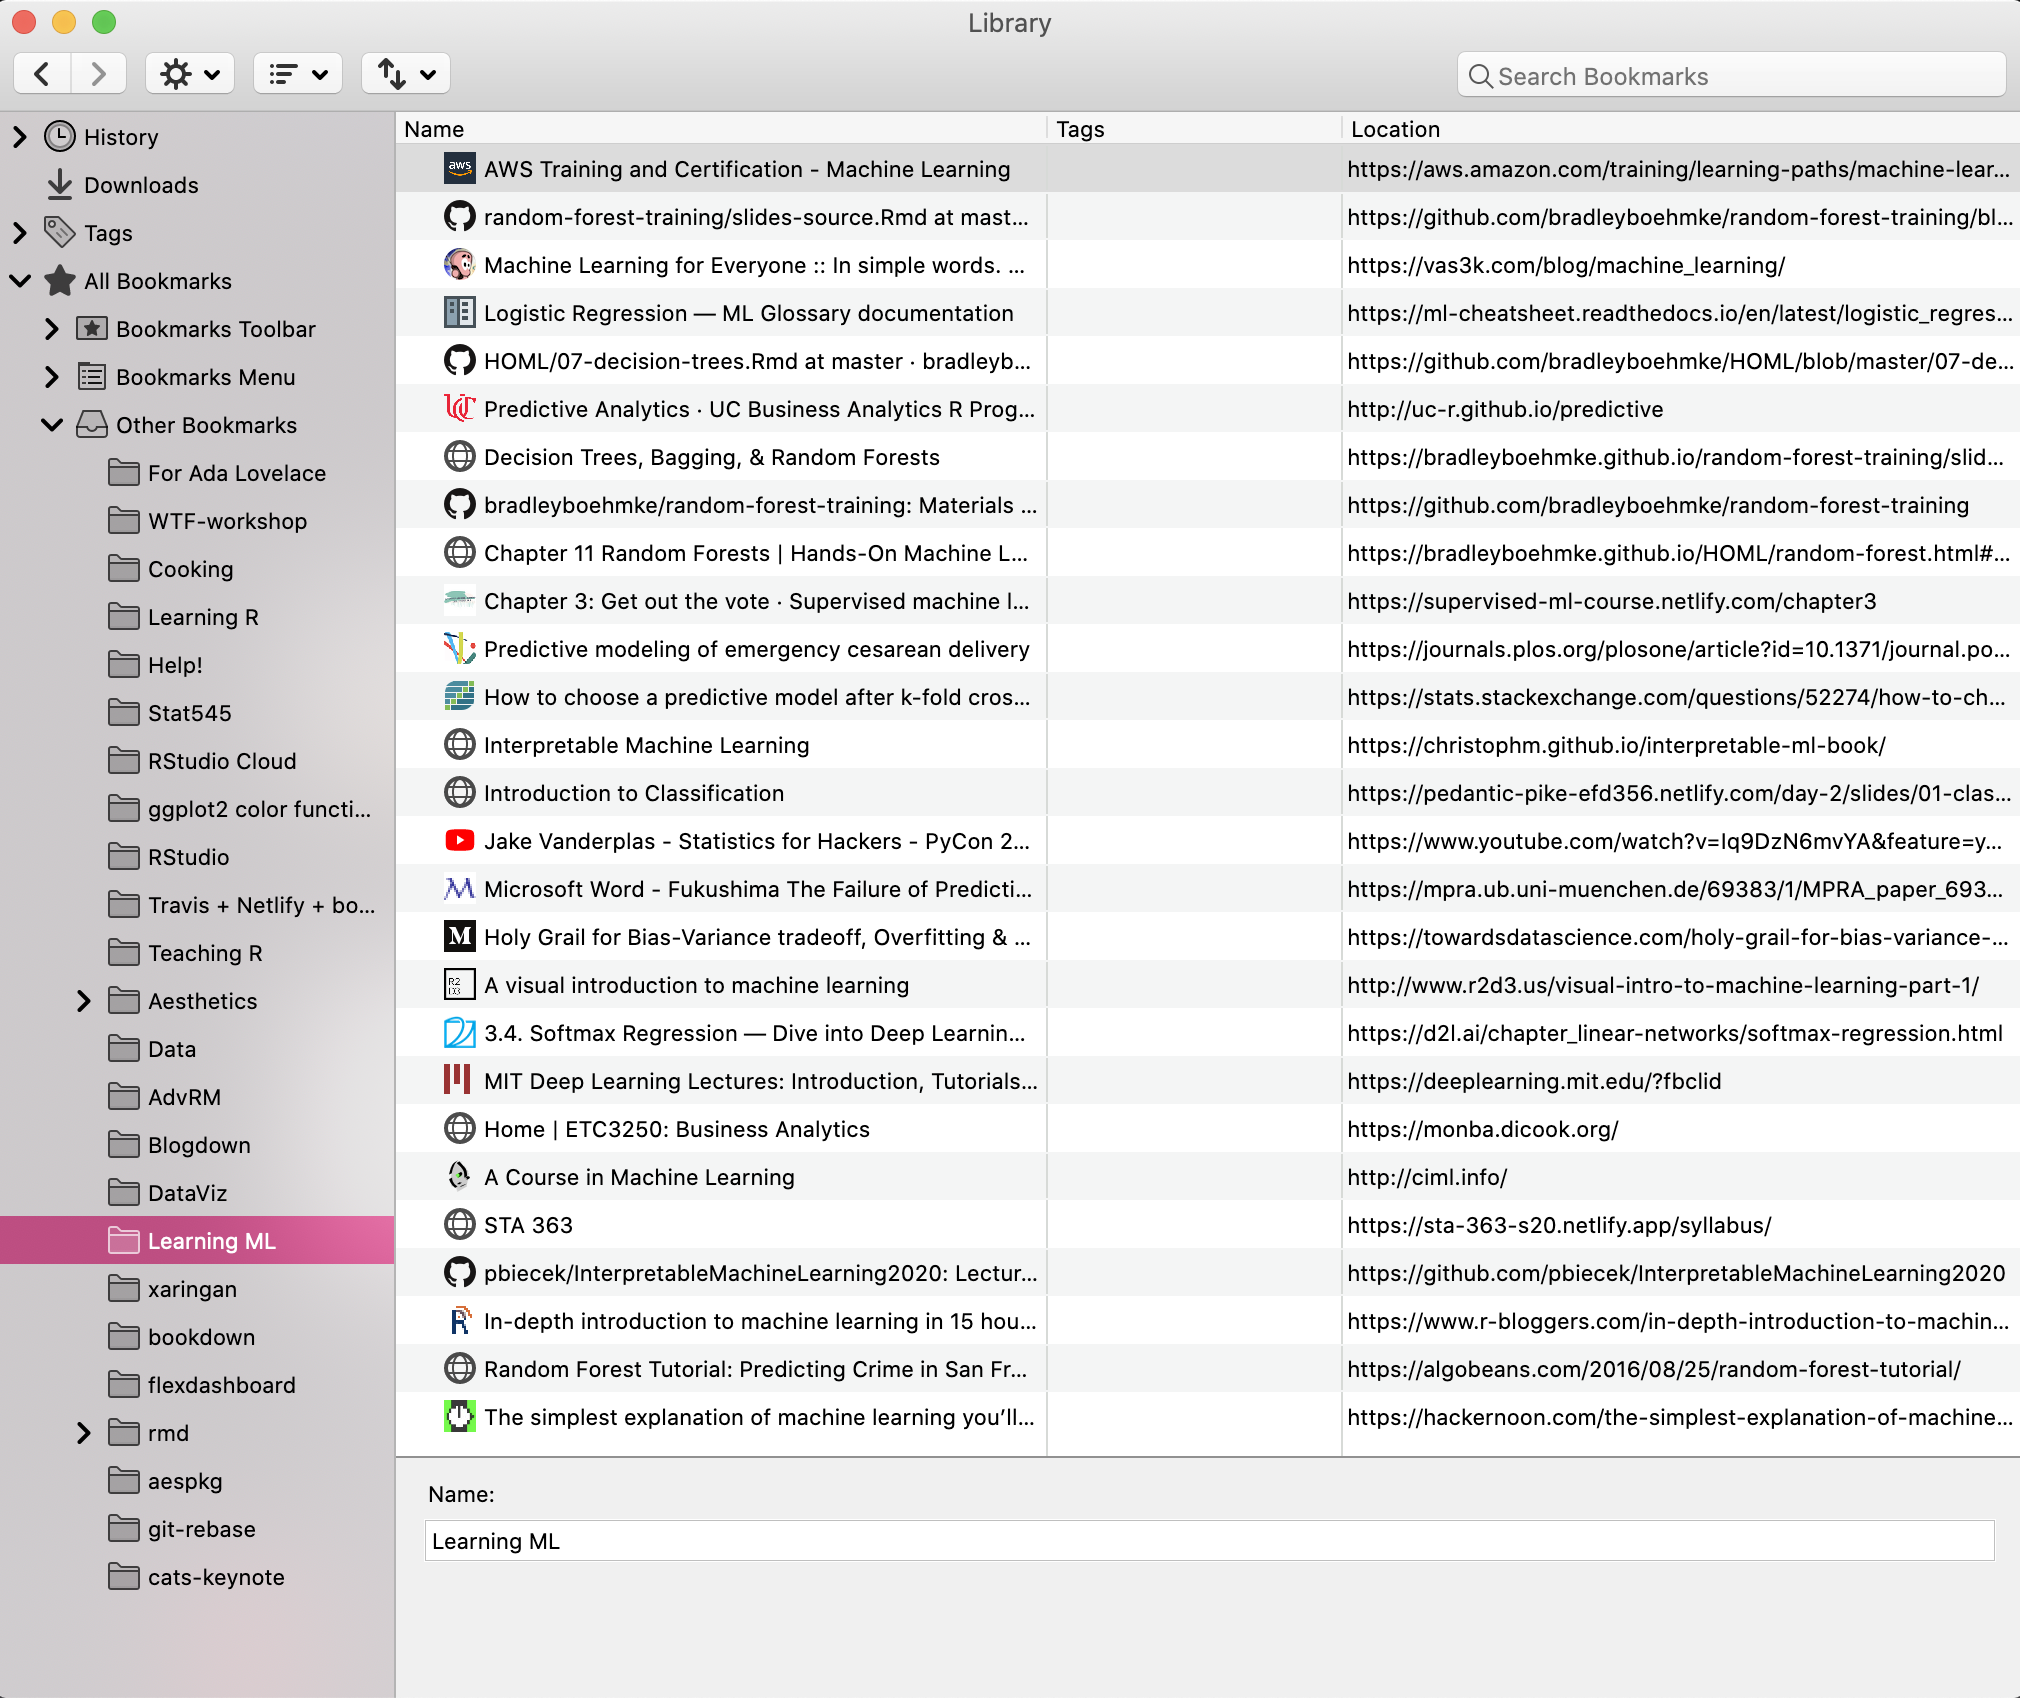 Library
Search Bookmarks
History
Downloads
Tags
All Bookmarks
Bookmarks Toolbar
Bookmarks Menu
Other Bookmarks
For Ada Lovelace
WTF-workshop
Cooking
Learning R
Help!
Stat545
RStudio Cloud
ggplot2 color functi...
RStudio
Travis + Netlify + bo...
Teaching R
Aesthetics
Data
AdvRM
Blogdown
DataViz
Learning ML
xaringan
bookdown
flexdashboard
rmd
aespkg
git-rebase
cats-keynote
Name Tags Location
aws AWS Training and Certification - Machine Learning https://aws.amazon.com/training/learning-paths/machine-lear...
random-forest-training/slides-source.Rmd at mast... https://github.com/bradleyboehmke/random-forest-training/bl...
Machine Learning for Everyone :: In simple words. ... https://vas3k.com/blog/machine_learning/
Logistic Regression — ML Glossary documentation https://ml-cheatsheet.readthedocs.io/en/latest/logistic_regres...
HOML/07-decision-trees.Rmd at master · bradleyb... https://github.com/bradleyboehmke/HOML/blob/master/07-de...
UC Predictive Analytics · UC Business Analytics R Prog... http://uc-r.github.io/predictive
Decision Trees, Bagging, & Random Forests https://bradleyboehmke.github.io/random-forest-training/slid...
bradleyboehmke/random-forest-training: Materials ... https://github.com/bradleyboehmke/random-forest-training
Chapter 11 Random Forests | Hands-On Machine L... https://bradleyboehmke.github.io/HOML/random-forest.html#...
Chapter 3: Get out the vote · Supervised machine l... https://supervised-ml-course.netlify.com/chapter3
Predictive modeling of emergency cesarean delivery https://journals.plos.org/plosone/article?id=10.1371/journal.po...
How to choose a predictive model after k-fold cros... https://stats.stackexchange.com/questions/52274/how-to-ch...
Interpretable Machine Learning https://christophm.github.io/interpretable-ml-book/
Introduction to Classification https://pedantic-pike-efd356.netlify.com/day-2/slides/01-clas...
Jake Vanderplas - Statistics for Hackers - PyCon 2... https://www.youtube.com/watch?v=Iq9DzN6mvYA&feature=y...
M Microsoft Word - Fukushima The Failure of Predicti... https://mpra.ub.uni-muenchen.de/69383/1/MPRA_paper_693...
M Holy Grail for Bias-Variance tradeoff, Overfitting & ... https://towardsdatascience.com/holy-grail-for-bias-variance-...
R2 D3 A visual introduction to machine learning http://www.r2d3.us/visual-intro-to-machine-learning-part-1/
3.4. Softmax Regression — Dive into Deep Learnin... https://d2l.ai/chapter_linear-networks/softmax-regression.html
MIT Deep Learning Lectures: Introduction, Tutorials... https://deeplearning.mit.edu/?fbclid
Home | ETC3250: Business Analytics https://monba.dicook.org/
A Course in Machine Learning http://ciml.info/
STA 363 https://sta-363-s20.netlify.app/syllabus/
pbiecek/InterpretableMachineLearning2020: Lectur... https://github.com/pbiecek/InterpretableMachineLearning2020
R In-depth introduction to machine learning in 15 hou... https://www.r-bloggers.com/in-depth-introduction-to-machin...
Random Forest Tutorial: Predicting Crime in San Fr... https://algobeans.com/2016/08/25/random-forest-tutorial/
The simplest explanation of machine learning you’ll... https://hackernoon.com/the-simplest-explanation-of-machine...
Name:
Learning ML